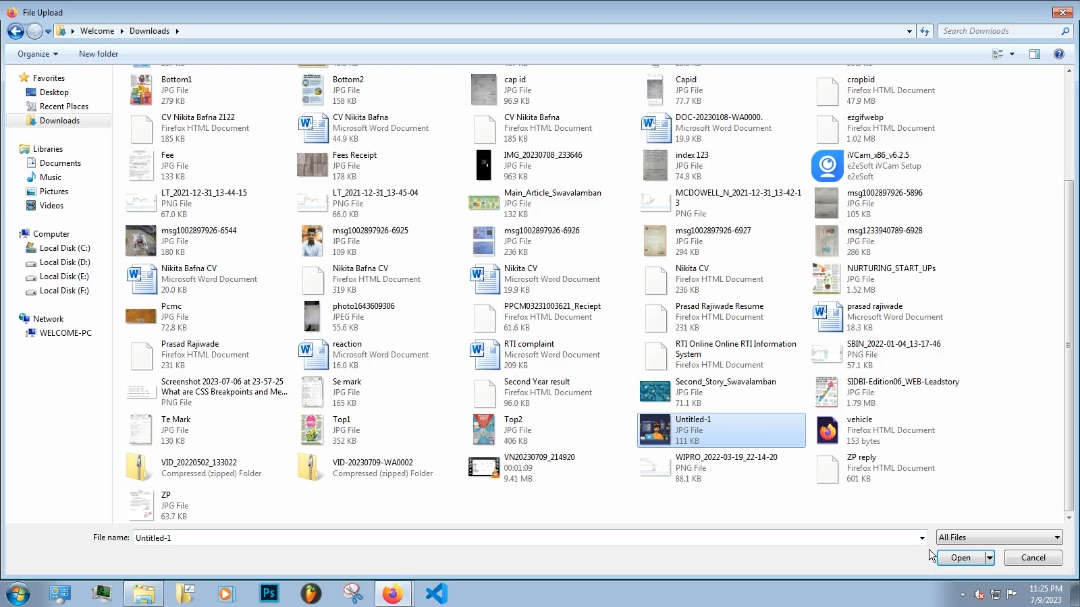 File Upload
Welcome Downloads
Search Downloads
Organize New folder
Favorites
Desktop
Recent Places
Downloads
Libraries
Documents
Music
Pictures
Videos
Computer
Local Disk (C:)
Local Disk (D:)
Local Disk (E:)
Local Disk (F:)
Network
WELCOME-PC
Bottom1
JPG File
279 KB
Bottom2
JPG File
158 KB
cap id
JPG File
96.9 KB
Capid
JPG File
77.7 KB
cropbid
Firefox HTML Document
47.9 MB
CV Nikita Bafna 2122
Firefox HTML Document
185 KB
CV Nikita Bafna
Microsoft Word Document
44.9 KB
CV Nikita Bafna
Firefox HTML Document
185 KB
DOC-20230108-WA0000.
Microsoft Word Document
19.9 KB
ezgifwebp
Firefox HTML Document
1.02 MB
Fee
JPG File
133 KB
Fees Receipt
JPG File
178 KB
IMG_20230708_233646
JPG File
963 KB
index 123
JPG File
74.8 KB
iVCam_x86_v6.2.5
e2eSoft iVCam Setup
e2eSoft
LT_2021-12-31_13-44-15
PNG File
67.0 KB
LT_2021-12-31_13-45-04
PNG File
66.0 KB
Main_Article_Swavalamban
JPG File
132 KB
MCDOWELL_N_2021-12-31_13-42-1
3
PNG File
msg1002897926-5896
JPG File
105 KB
msg1002897926-6544
JPG File
180 KB
msg1002897926-6925
JPG File
109 KB
msg1002897926-6926
JPG File
236 KB
msg1002897926-6927
JPG File
294 KB
msg1233940789-6928
JPG File
286 KB
Nikita Bafna CV
Microsoft Word Document
20.0 KB
Nikita Bafna CV
Firefox HTML Document
319 KB
Nikita CV
Microsoft Word Document
19.9 KB
Nikita CV
Firefox HTML Document
236 KB
NURTURING_START_UPs
JPG File
1.52 MB
Pcmc
JPG File
72.8 KB
photo1643609306
JPEG File
55.6 KB
PPCM03231003621_Reciept
Firefox HTML Document
61.6 KB
Prasad Rajiwade Resume
Firefox HTML Document
231 KB
prasad rajiwade
Microsoft Word Document
18.3 KB
Prasad Rajiwade
Firefox HTML Document
231 KB
reaction
Microsoft Word Document
16.0 KB
RTI complaint
Microsoft Word Document
209 KB
RTI Online Online RTI Information
System
Firefox HTML Document
SBIN_2022-01-04_13-17-46
PNG File
57.1 KB
Screenshot 2023-07-06 at 23-57-25
What are CSS Breakpoints and Me...
PNG File
Se mark
JPG File
165 KB
Second Year result
Firefox HTML Document
96.0 KB
Second_Story_Swavalamban
JPG File
71.1 KB
SIDBI-Edition06_WEB-Leadstory
JPG File
1.79 MB
Te Mark
JPG File
130 KB
Top1
JPG File
352 KB
Top2
JPG File
406 KB
Untitled-1
JPG File
111 KB
vehicle
Firefox HTML Document
153 bytes
VID_20220502_133022
Compressed (zipped) Folder
VID-20230709-WA0002
Compressed (zipped) Folder
VN20230709_214920
00:01:09
9.41 MB
WIPRO_2022-03-19_22-14-20
PNG File
88.1 KB
ZP reply
Firefox HTML Document
601 KB
ZP
JPG File
63.7 KB
File name: Untitled-1
All Files
Open Cancel
Ps
11:25 PM
7/9/2023